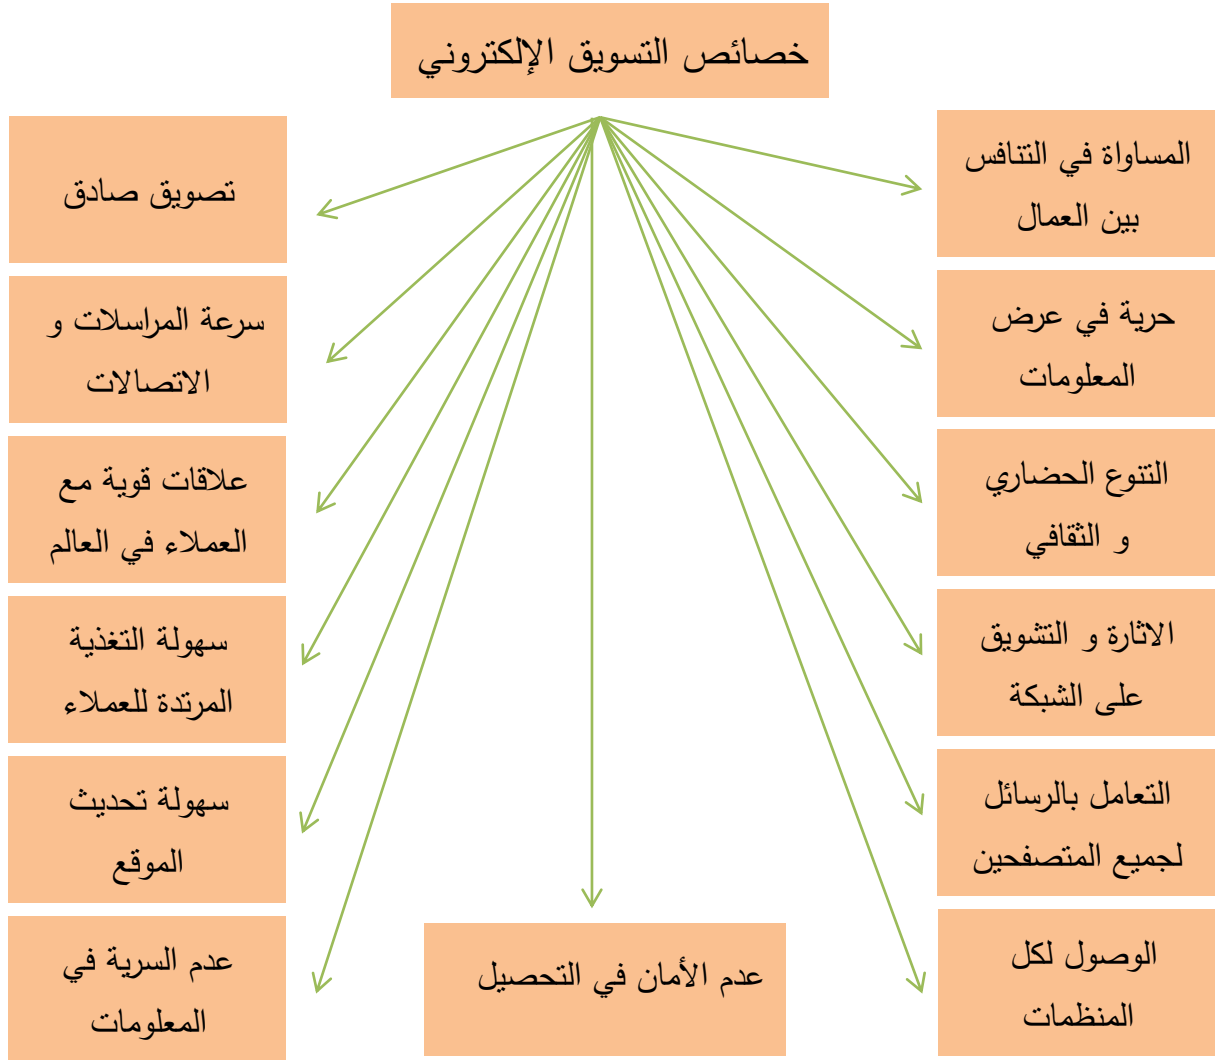 خصائص التسويق الإلكتروني
المساواة في التنافس
بين العمال
حرية في عرض
المعلومات
التنوع الحضاري
و الثقافي
الاثارة و التشويق
على الشبكة
التعامل بالرسائل
لجميع المتصفحين
الوصول لكل
المنظمات
تصويق صادق
سرعة المراسلات و
الاتصالات
علاقات قوية مع
العملاء في العالم
سهولة التغذية
المرتدة للعملاء
سهولة تحديث
الموقع
عدم السرية في
المعلومات
عدم الأمان في التحصيل